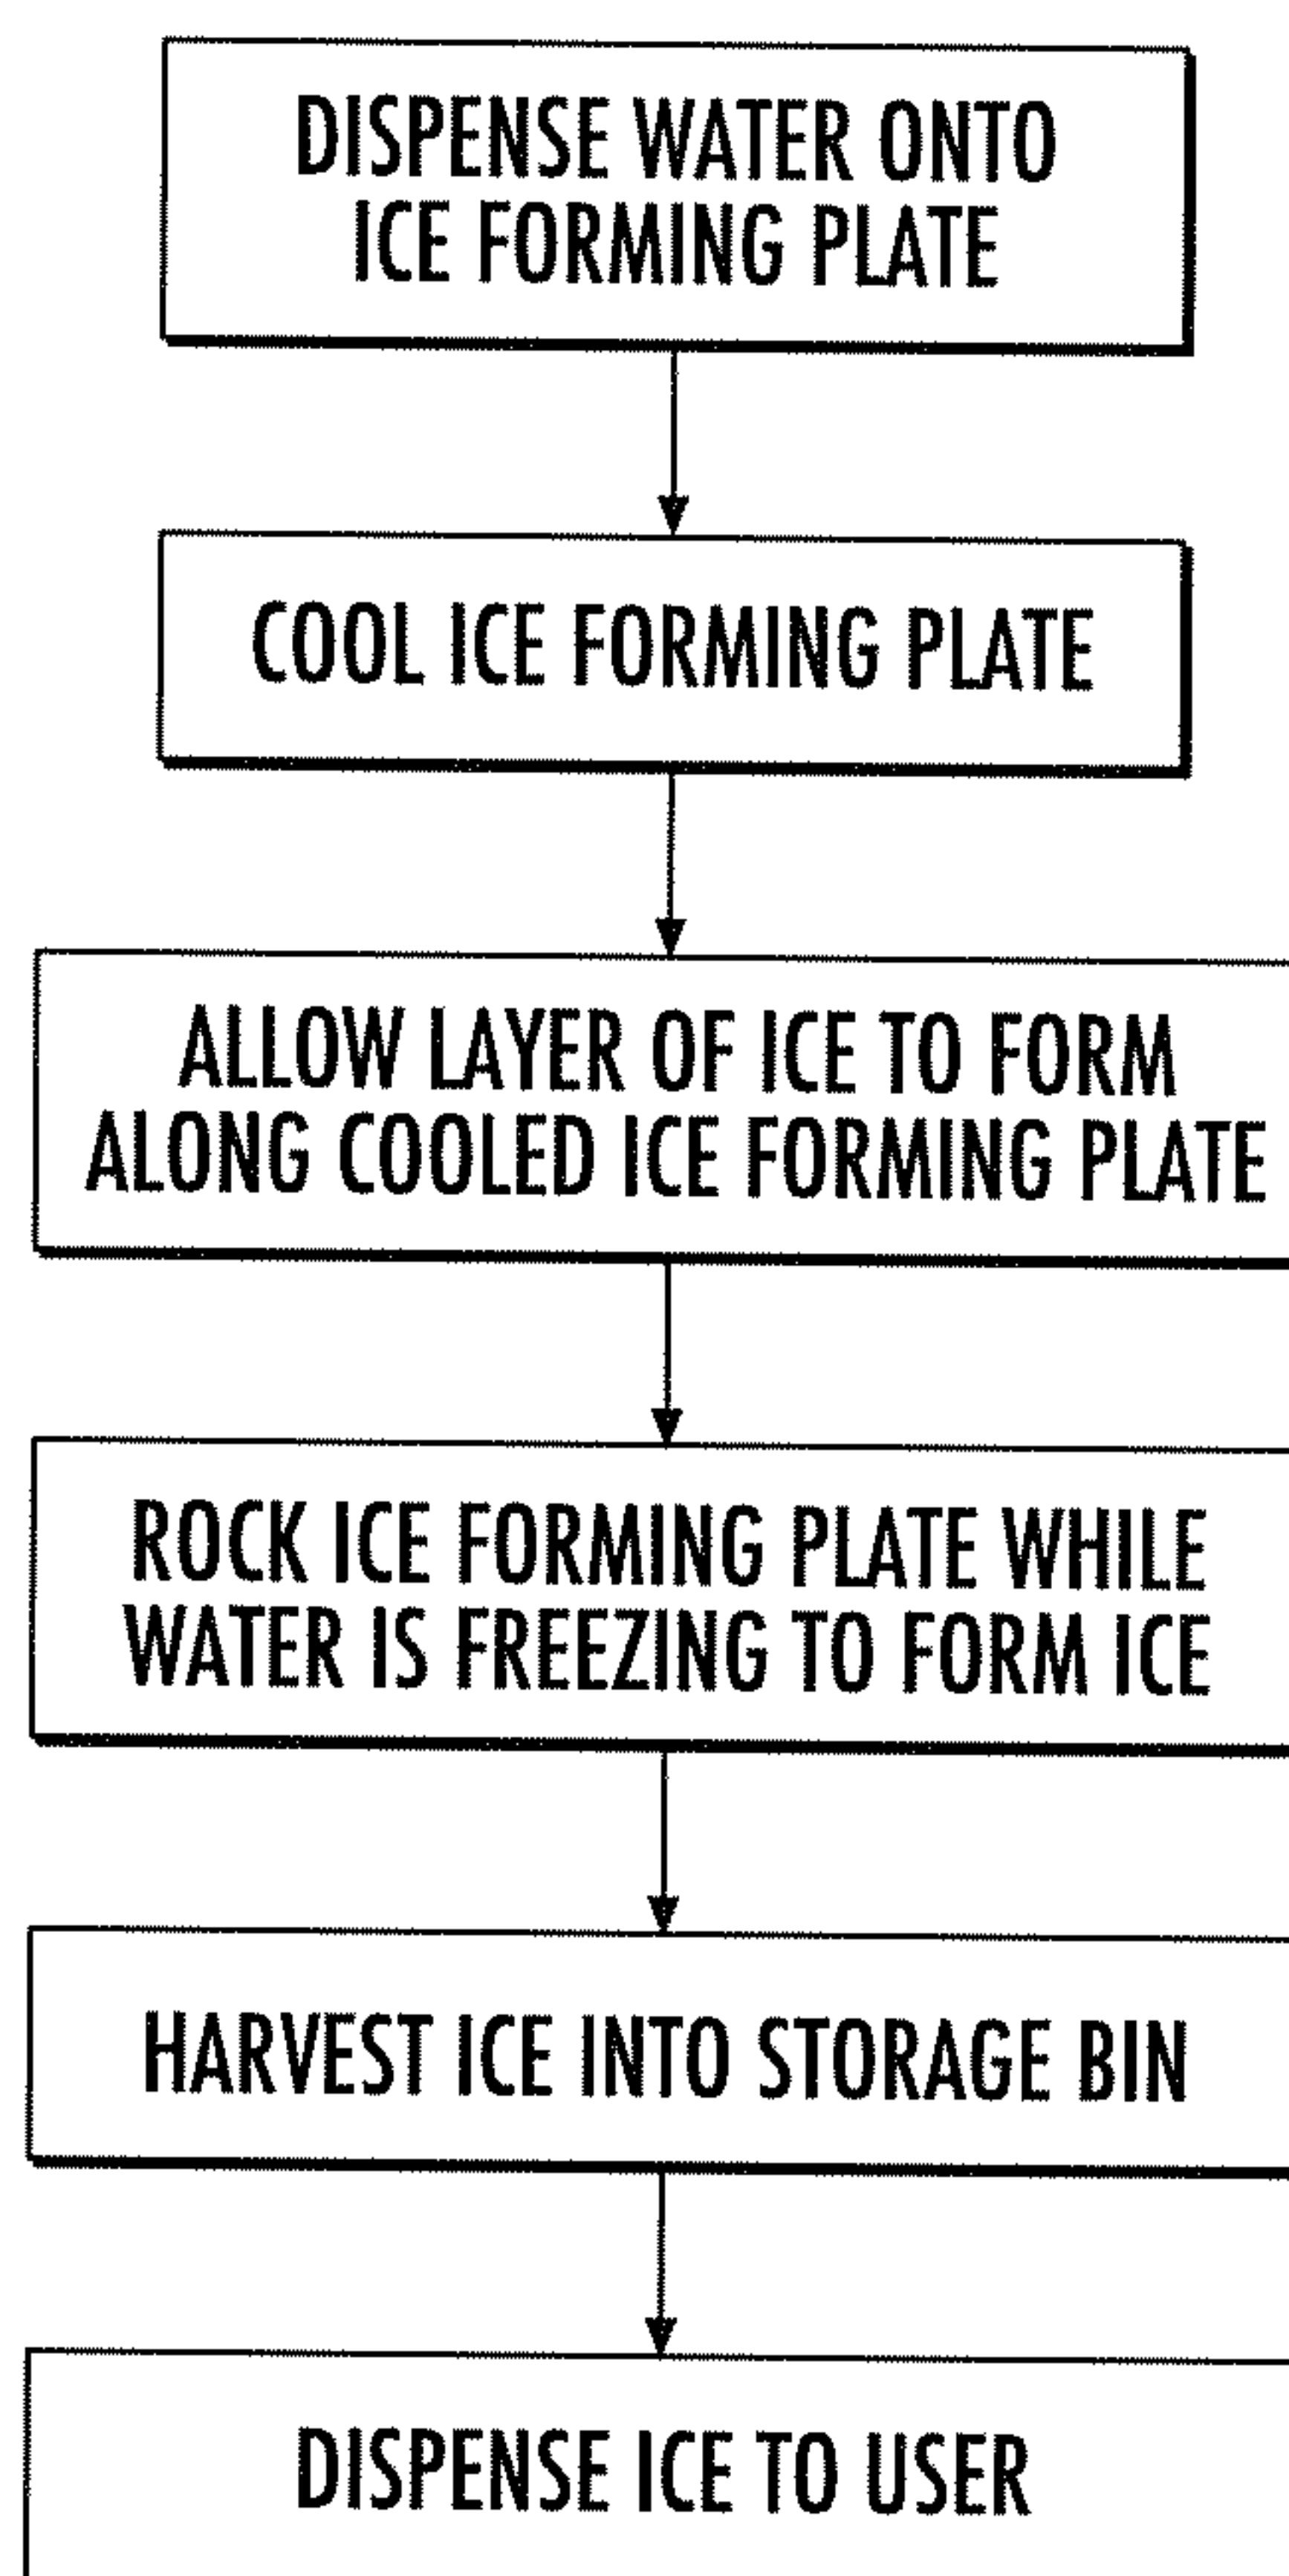 DISPENSE WATER ONTO
ICE FORMING PLATE
COOL ICE FORMING PLATE
ALLOW LAYER OF ICE TO FORM
ALONG COOLED ICE FORMING PLATE
ROCK ICE FORMING PLATE WHILE
WATER IS FREEZING TO FORM ICE
HARVEST ICE INTO STORAGE BIN
DISPENSE ICE TO USER